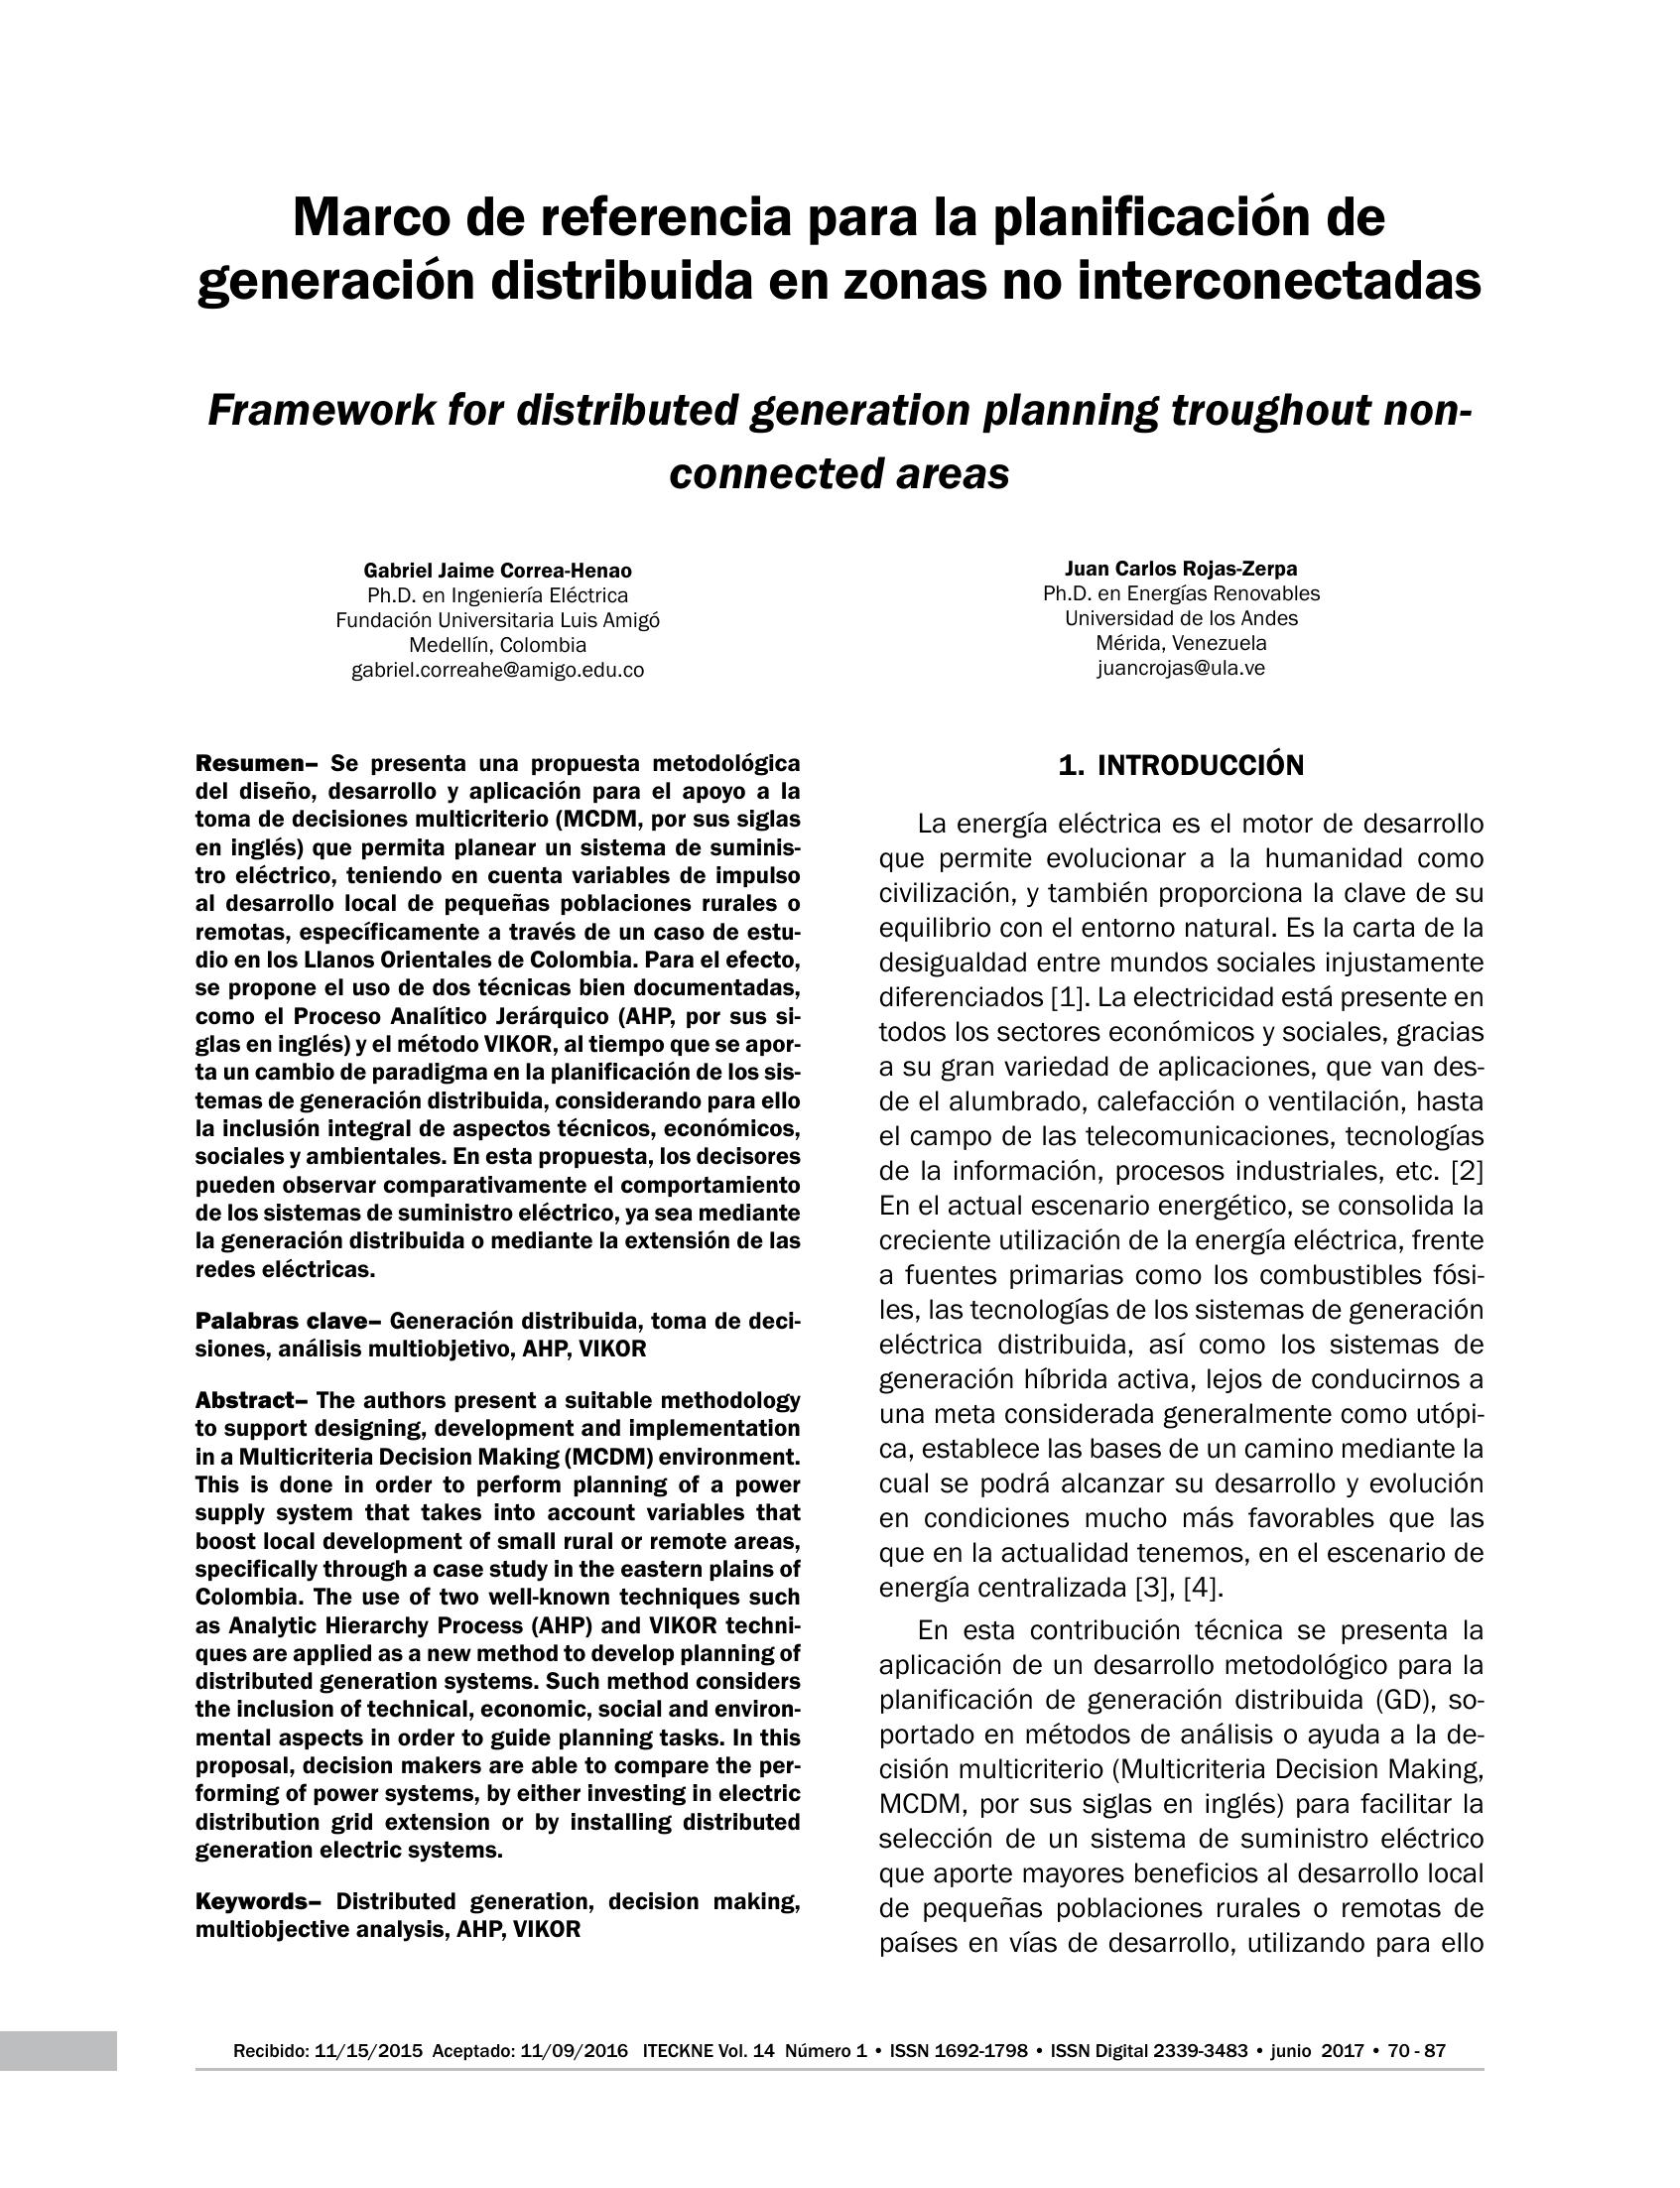 Marco de referencia para la planificación de
generación distribuida en zonas no interconectadas
Framework for distributed generation planning troughout non-
connected areas
Gabriel Jaime Correa-Henao
Ph.D. en Ingeniería Eléctrica
Fundación Universitaria Luis Amigó
Medellín, Colombia
gabriel.correahe@amigo.edu.co
Juan Carlos Rojas-Zerpa
Ph.D. en Energías Renovables
Universidad de los Andes
Mérida, Venezuela
juancrojas@ula.ve
Resumen– Se presenta una propuesta metodológica
del diseño, desarrollo y aplicación para el apoyo a la
toma de decisiones multicriterio (MCDM, por sus siglas
en inglés) que permita planear un sistema de suminis-
tro eléctrico, teniendo en cuenta variables de impulso
al desarrollo local de pequeñas poblaciones rurales o
remotas, específicamente a través de un caso de estu-
dio en los Llanos Orientales de Colombia. Para el efecto,
se propone el uso de dos técnicas bien documentadas,
como el Proceso Analítico Jerárquico (AHP, por sus si-
glas en inglés) y el método VIKOR, al tiempo que se apor-
ta un cambio de paradigma en la planificación de los sis-
temas de generación distribuida, considerando para ello
la inclusión integral de aspectos técnicos, económicos,
sociales y ambientales. En esta propuesta, los decisores
pueden observar comparativamente el comportamiento
de los sistemas de suministro eléctrico, ya sea mediante
la generación distribuida o mediante la extensión de las
redes eléctricas.
Palabras clave– Generación distribuida, toma de deci-
siones, análisis multiobjetivo, AHP, VIKOR
Abstract– The authors present a suitable methodology
to support designing, development and implementation
in a Multicriteria Decision Making (MCDM) environment.
This is done in order to perform planning of a power
supply system that takes into account variables that
boost local development of small rural or remote areas,
specifically through a case study in the eastern plains of
Colombia. The use of two well-known techniques such
as Analytic Hierarchy Process (AHP) and VIKOR techni-
ques are applied as a new method to develop planning of
distributed generation systems. Such method considers
the inclusion of technical, economic, social and environ-
mental aspects in order to guide planning tasks. In this
proposal, decision makers are able to compare the per-
forming of power systems, by either investing in electric
distribution grid extension or by installing distributed
generation electric systems.
Keywords– Distributed generation, decision making,
multiobjective analysis, AHP, VIKOR
1. INTRODUCCIÓN
La energía eléctrica es el motor de desarrollo
que permite evolucionar a la humanidad como
civilización, y también proporciona la clave de su
equilibrio con el entorno natural. Es la carta de la
desigualdad entre mundos sociales injustamente
diferenciados [1]. La electricidad está presente en
todos los sectores económicos y sociales, gracias
a su gran variedad de aplicaciones, que van des-
de el alumbrado, calefacción o ventilación, hasta
el campo de las telecomunicaciones, tecnologías
de la información, procesos industriales, etc. [2]
En el actual escenario energético, se consolida la
creciente utilización de la energía eléctrica, frente
a fuentes primarias como los combustibles fósi-
les, las tecnologías de los sistemas de generación
eléctrica distribuida, así como los sistemas de
generación híbrida activa, lejos de conducirnos a
una meta considerada generalmente como utópi-
ca, establece las bases de un camino mediante la
cual se podrá alcanzar su desarrollo y evolución
en condiciones mucho más favorables que las
que en la actualidad tenemos, en el escenario de
energía centralizada [3], [4].
En esta contribución técnica se presenta la
aplicación de un desarrollo metodológico para la
planificación de generación distribuida (GD), so-
portado en métodos de análisis o ayuda a la de-
cisión multicriterio (Multicriteria Decision Making,
MCDM, por sus siglas en inglés) para facilitar la
selección de un sistema de suministro eléctrico
que aporte mayores beneficios al desarrollo local
de pequeñas poblaciones rurales o remotas de
países en vías de desarrollo, utilizando para ello
Recibido: 11/15/2015 Aceptado: 11/09/2016 ITECKNE Vol. 14 Número 1 • ISSN 1692-1798 • ISSN Digital 2339-3483 • junio 2017 • 70 - 87